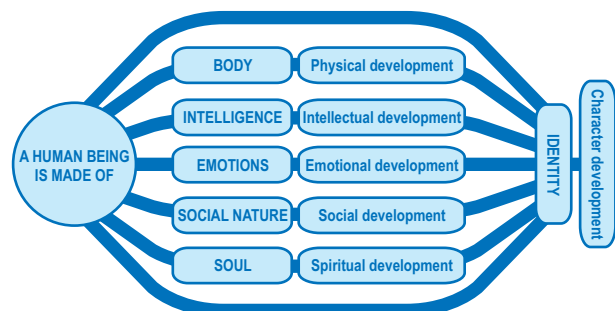 A HUMAN BEING
IS MADE OF
BODY
Physical development
INTELLIGENCE
Intellectual development
EMOTIONS
Emotional development
SOCIAL NATURE
Social development
SOUL
Spiritual development
IDENTITY
Character development